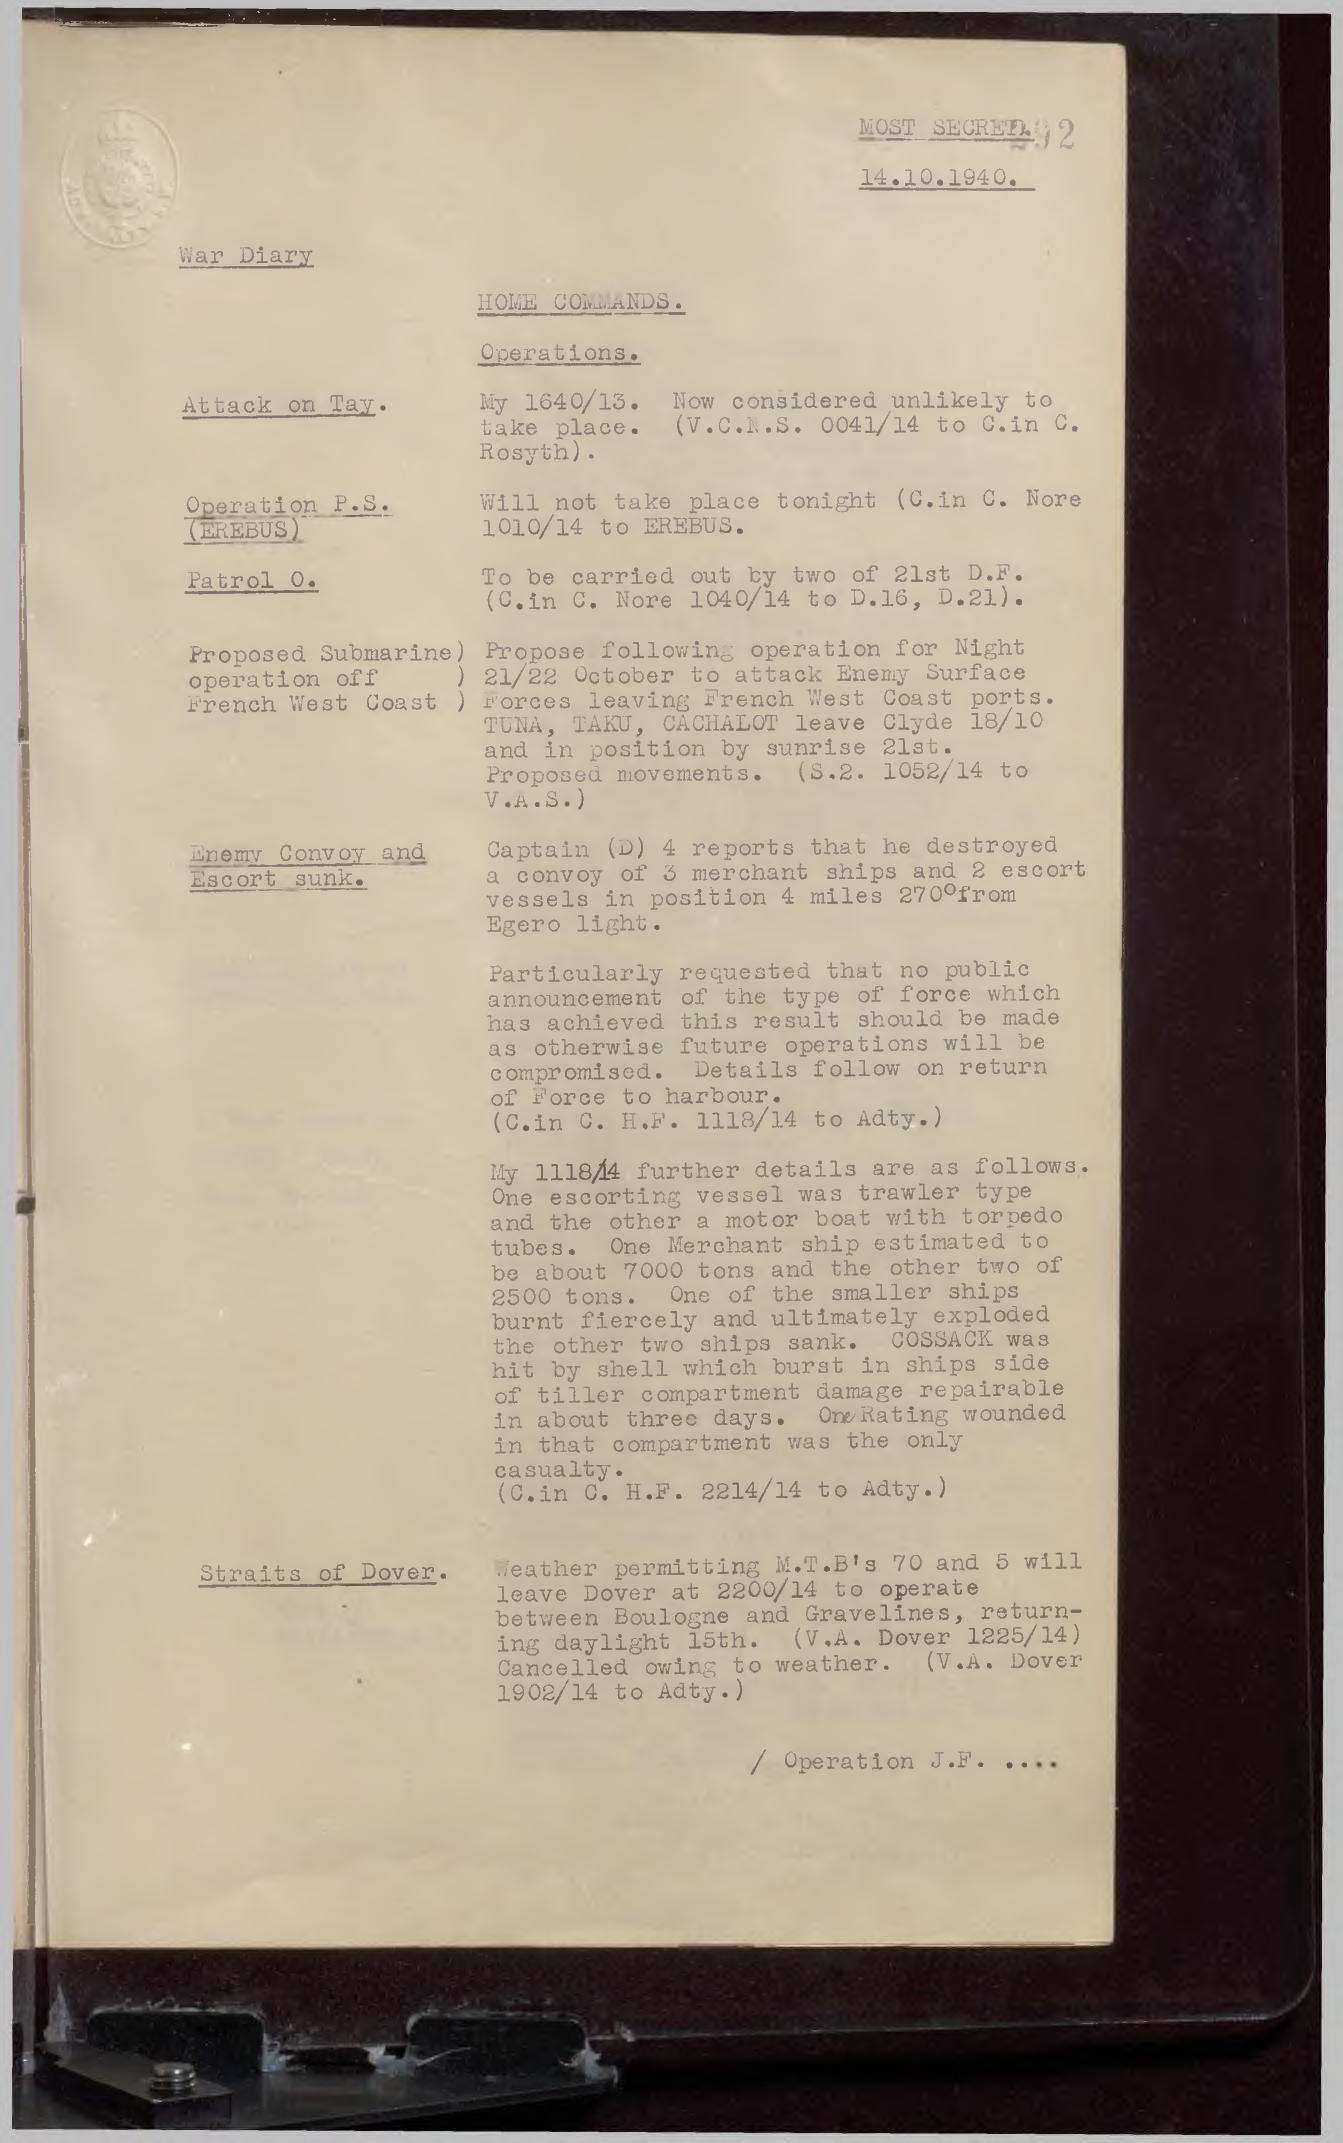 MOST SECRET.
292
14.10.1940.
War Diary
HOME COMMANDS.
Operations.
Attack on Tay.
My 1640/13. Now considered unlikely to
take place. (V.C.N.S. 0041/14 to C.in C.
Rosyth).
Operation P.S.
(EREBUS)
Will not take place tonight (C.in C. Nore
1010/14 to EREBUS.
Patrol O.
To be carried out by two of 21st D.F.
(C.in C. Nore 1040/14 to D.16, D.21).
Proposed Submarine)
operation off )
French West Coast )
Propose following operation for Night
21/22 October to attack Enemy Surface
Forces leaving French West Coast ports.
TUNA, TAKU, CACHALOT leave Clyde 18/10
and in position by sunrise 21st.
Proposed movements. (S.2. 1052/14 to
V.A.S.)
Enemy Convoy and
Escort sunk.
Captain (D) 4 reports that he destroyed
a convoy of 3 merchant ships and 2 escort
vessels in position 4 miles 270°from
Egero light.
Particularly requested that no public
announcement of the type of force which
has achieved this result should be made
as otherwise future operations will be
compromised. Details follow on return
of Force to harbour.
(C.in C. H.F. 1118/14 to Adty.)
My 1118/14 further details are as follows.
One escorting vessel was trawler type
and the other a motor boat with torpedo
tubes. One Merchant ship estimated to
be about 7000 tons and the other two of
2500 tons. One of the smaller ships
burnt fiercely and ultimately exploded
the other two ships sank. COSSACK was
hit by shell which burst in ships side
of tiller compartment damage repairable
in about three days. One Rating wounded
in that compartment was the only
casualty.
(C.in C. H.F. 2214/14 to Adty.)
Straits of Dover.
Weather permitting M.T.B's 70 and 5 will
leave Dover at 2200/14 to operate
between Boulogne and Gravelines, return-
ing daylight 15th. (V.A. Dover 1225/14)
Cancelled owing to weather. (V.A. Dover
1902/14 to Adty.)
/ Operation J.F. ....